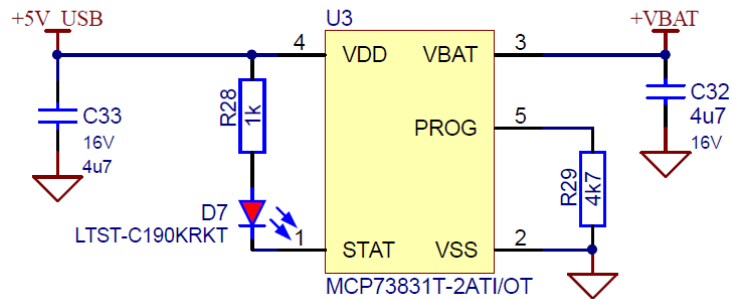 +5V_USB
U3
+VBAT
4
VDD
VBAT
3
R28
1k
C33
16V
4u7
C32
4u7
16V
PROG
5
R29
4k7
D7
LTST-C190KRKT
1
STAT
VSS
2
MCP73831T-2ATI/OT